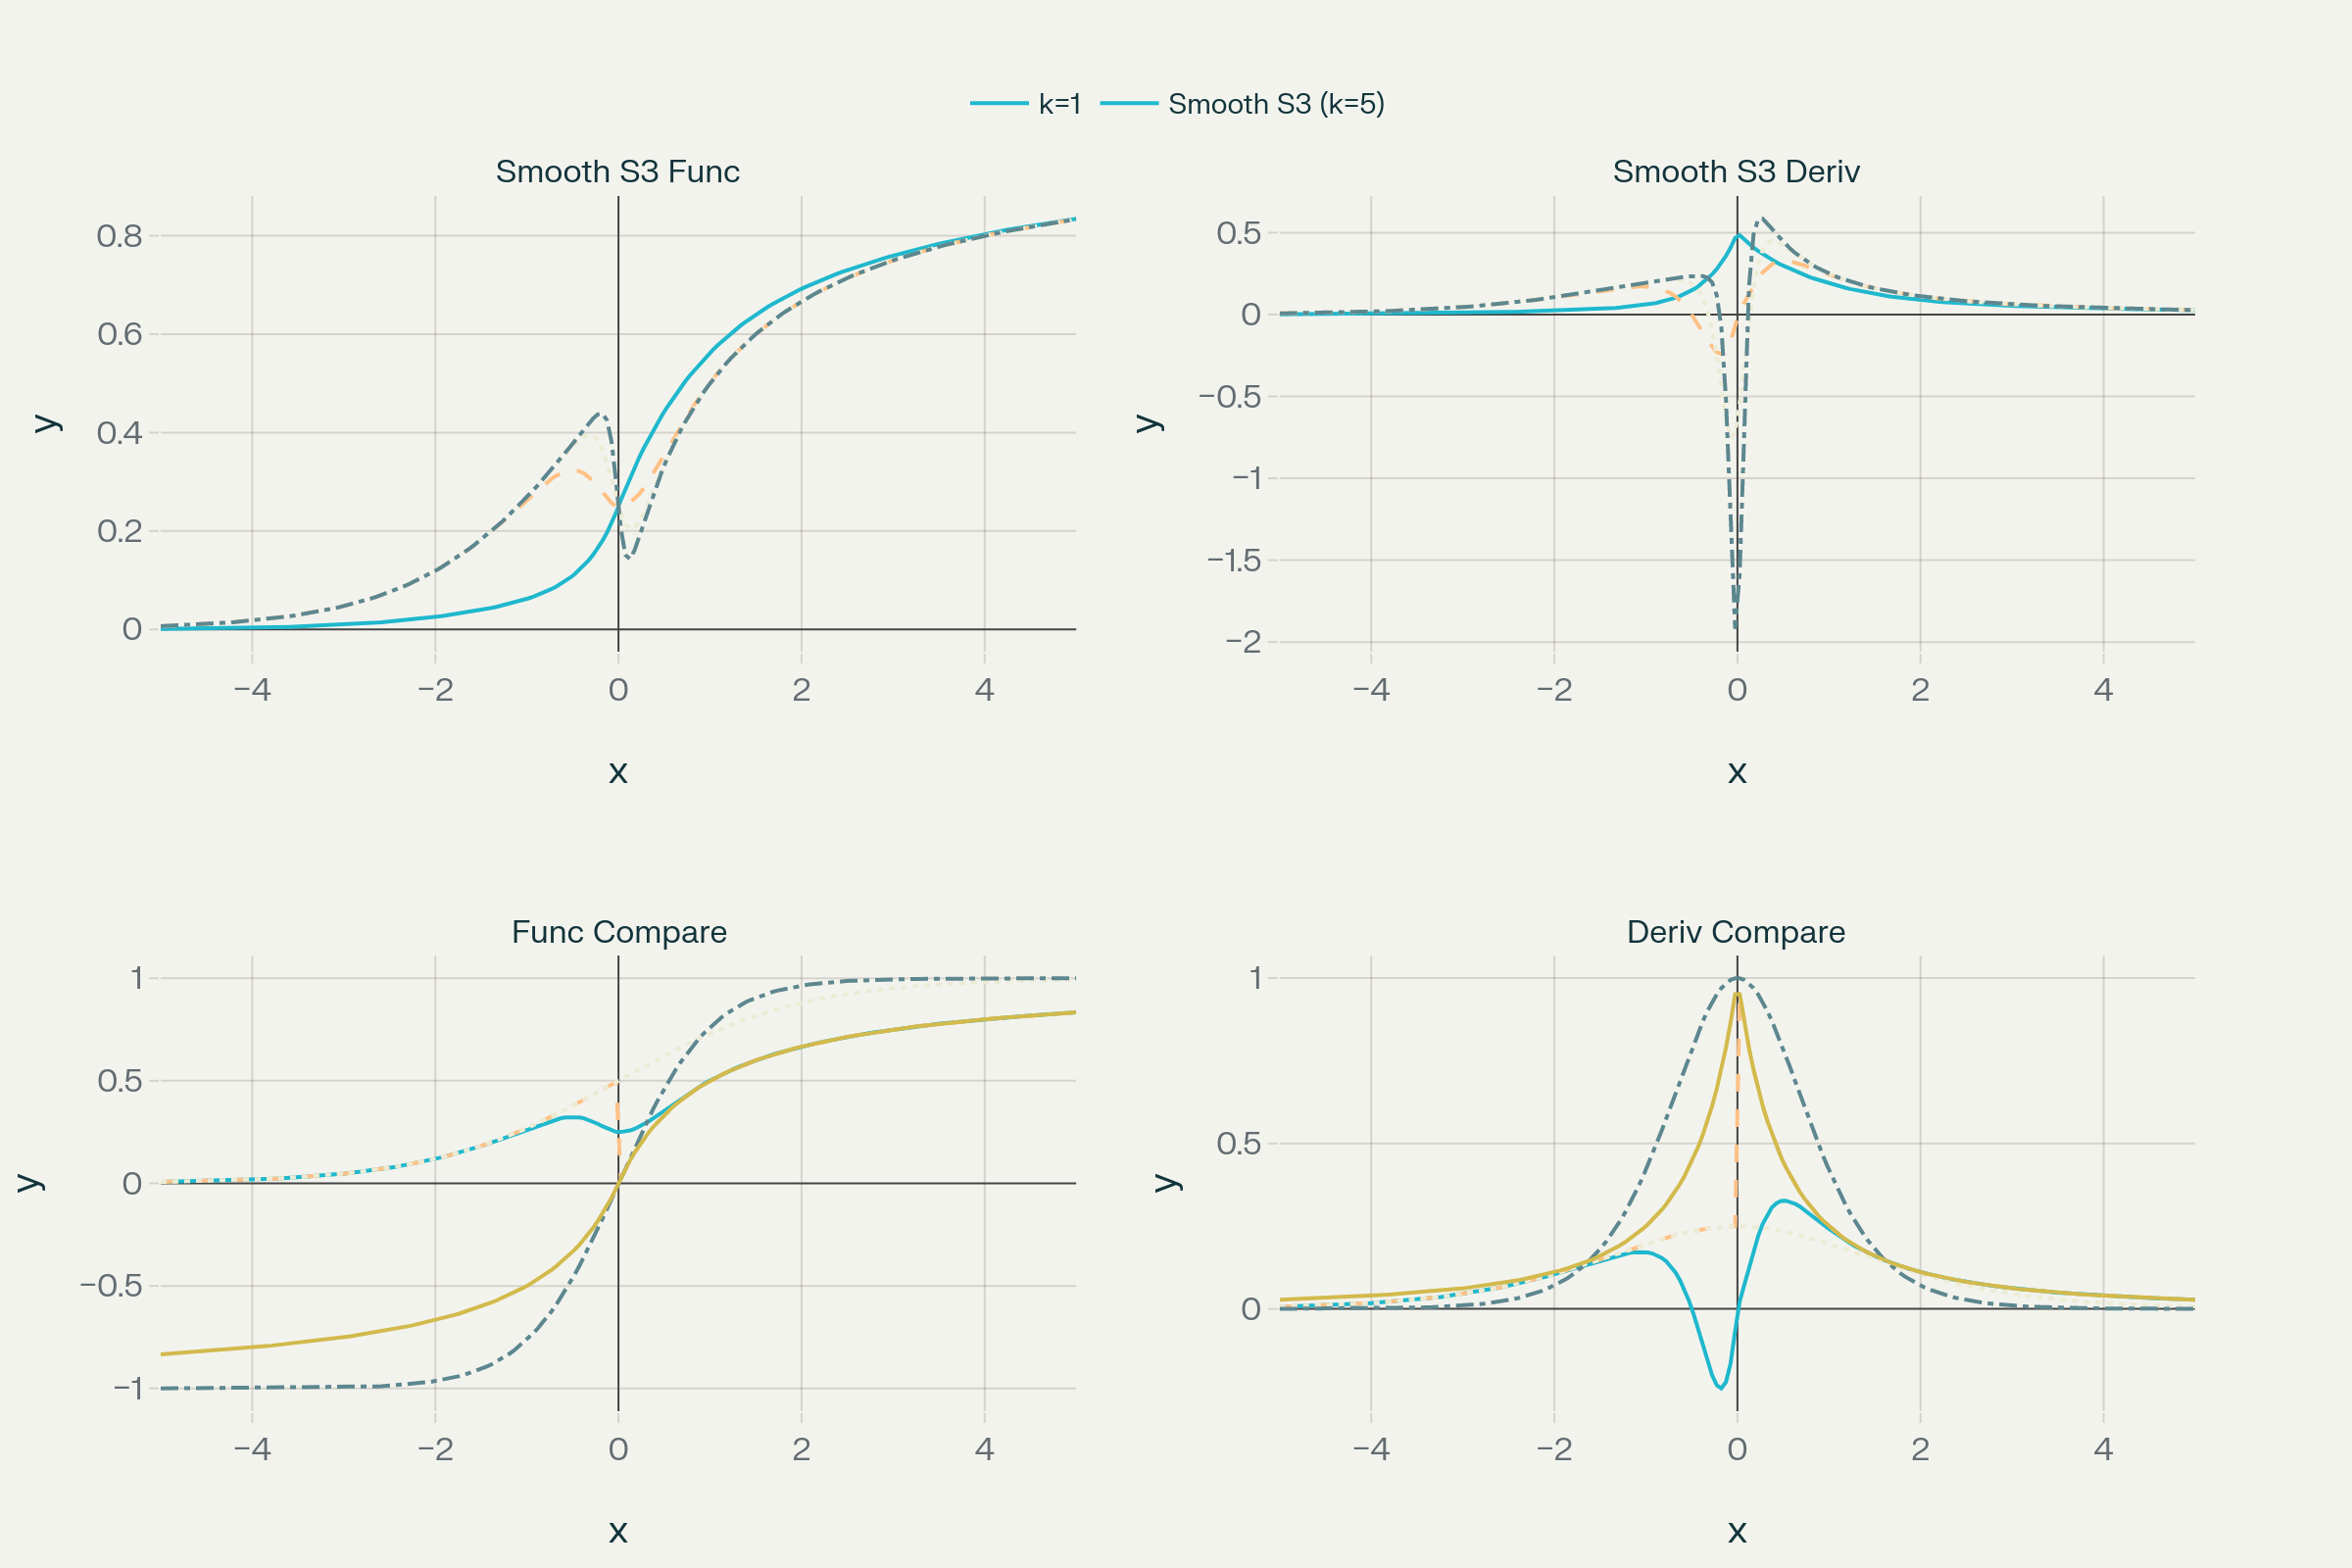 k=1 Smooth S3 (k=5)
Smooth S3 Func
0.8
0.6
0.4
0.2
0
y
−4 −2 0 2 4
x
Smooth S3 Deriv
0.5
0
−0.5
−1
−1.5
−2
y
−4 −2 0 2 4
x
Func Compare
1
0.5
0
−0.5
−1
y
−4 −2 0 2 4
x
Deriv Compare
1
0.5
0
y
−4 −2 0 2 4
x